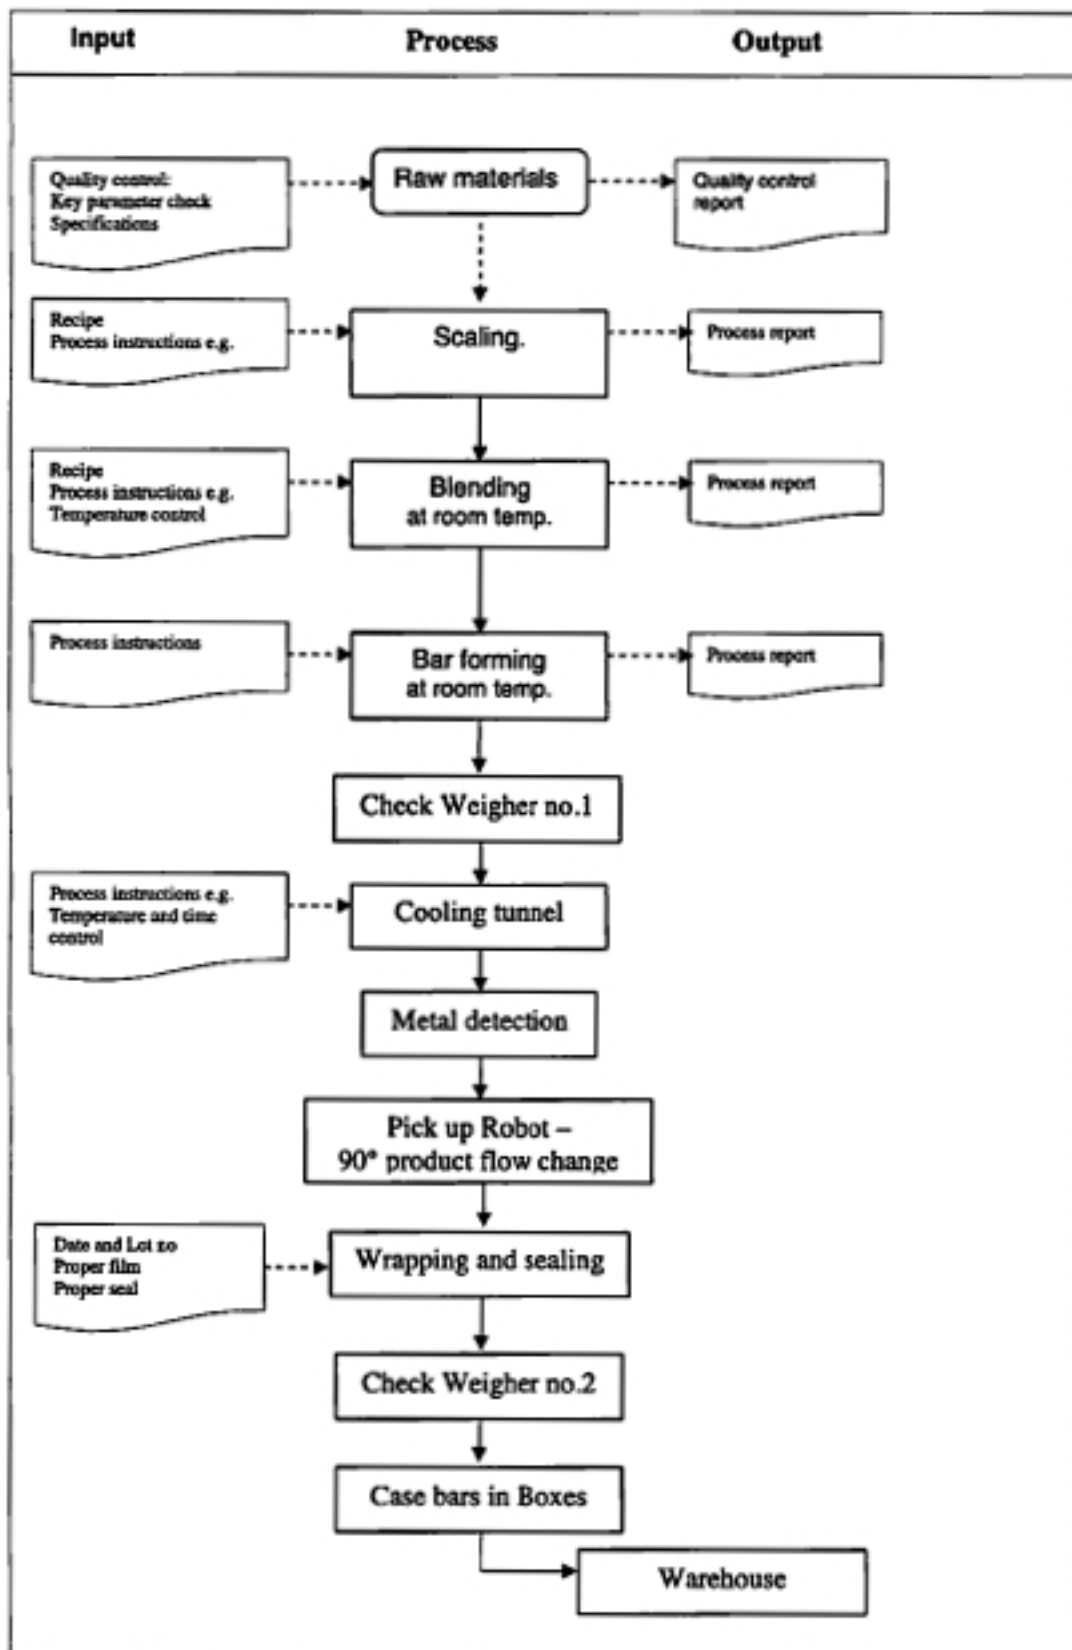 Input
Process
Output
Quality control:
Key parameter check
Specifications
Raw materials
Quality control
report
Recipe
Process instructions e.g.
Scaling.
Process report
Recipe
Process instructions e.g.
Temperature control
Blending
at room temp.
Process report
Process instructions
Bar forming
at room temp.
Process report
Check Weigher no.1
Process instructions e.g.
Temperature and time
control
Cooling tunnel
Metal detection
Pick up Robot –
90° product flow change
Date and Lot no
Proper film
Proper seal
Wrapping and sealing
Check Weigher no.2
Case bars in Boxes
Warehouse